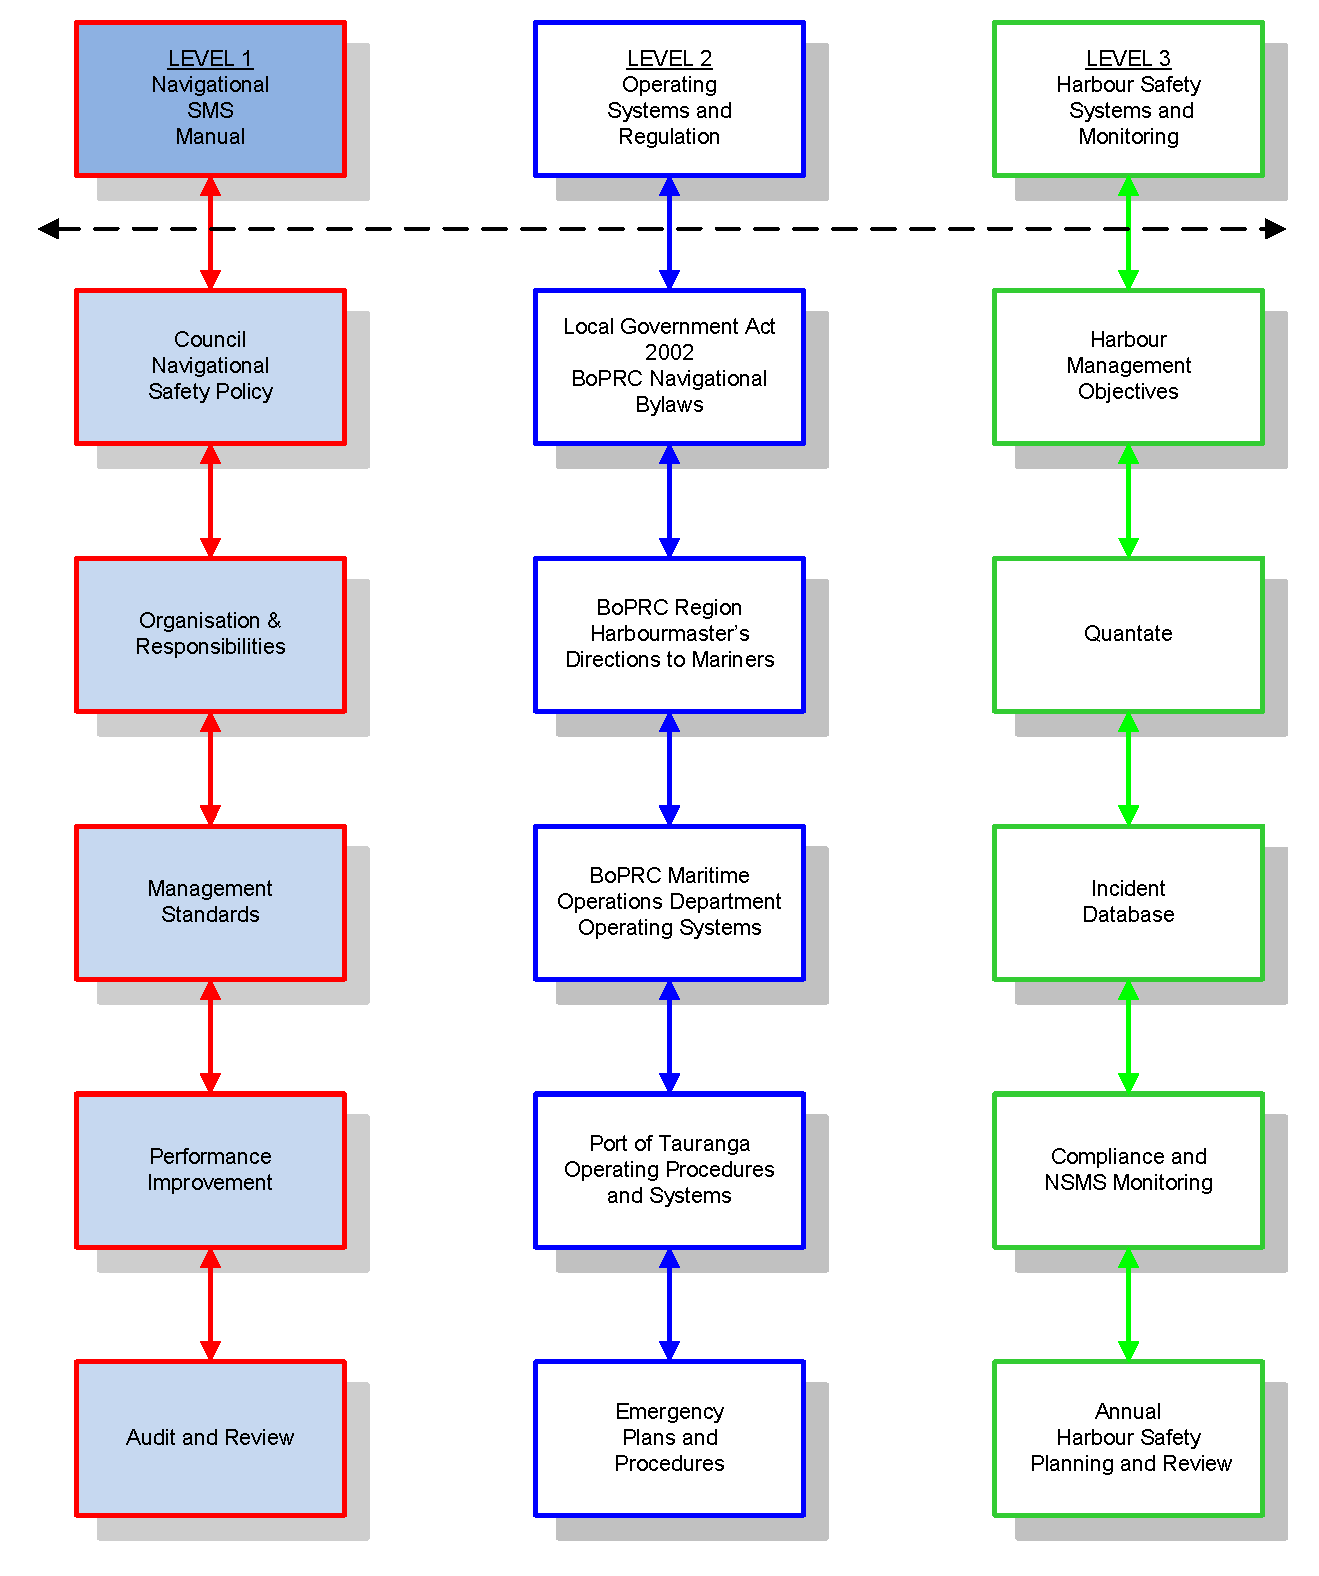 LEVEL 1
Navigational
SMS
Manual
LEVEL 2
Operating
Systems and
Regulation
LEVEL 3
Harbour Safety
Systems and
Monitoring
Council
Navigational
Safety Policy
Local Government Act
2002
BoPRC Navigational
Bylaws
Harbour
Management
Objectives
Organisation &
Responsibilities
BoPRC Region
Harbourmaster’s
Directions to Mariners
Quantate
Management
Standards
BoPRC Maritime
Operations Department
Operating Systems
Incident
Database
Performance
Improvement
Port of Tauranga
Operating Procedures
and Systems
Compliance and
NSMS Monitoring
Audit and Review
Emergency
Plans and
Procedures
Annual
Harbour Safety
Planning and Review